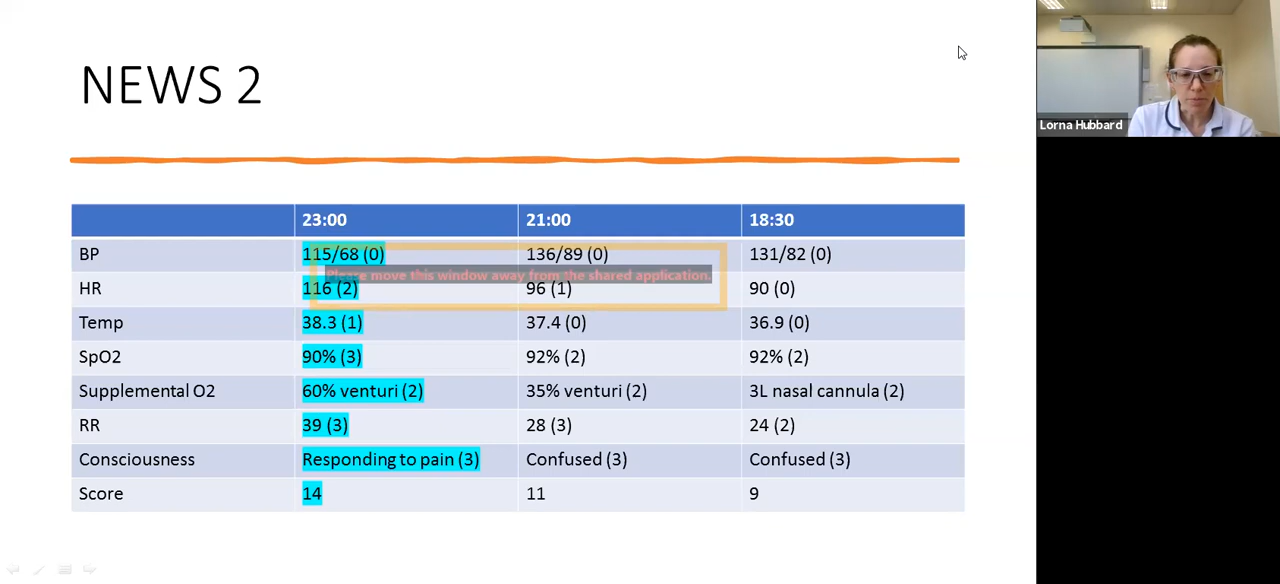 NEWS 2
Lorna Hubbard
23:00 21:00 18:30
BP 115/68 (0) 136/89 (0) 131/82 (0)
Please move this window away from the shared application.
HR 116 (2) 96 (1) 90 (0)
Temp 38.3 (1) 37.4 (0) 36.9 (0)
SpO2 90% (3) 92% (2) 92% (2)
Supplemental O2 60% venturi (2) 35% venturi (2) 3L nasal cannula (2)
RR 39 (3) 28 (3) 24 (2)
Consciousness Responding to pain (3) Confused (3) Confused (3)
Score 14 11 9